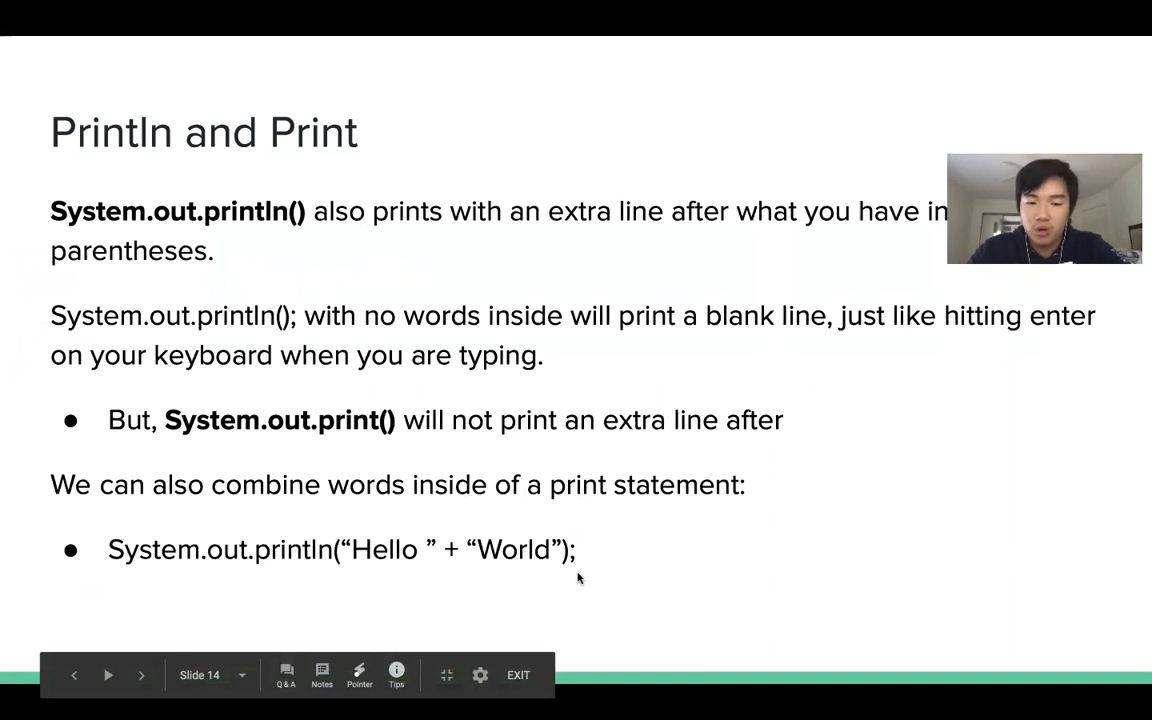 Println and Print
System.out.println() also prints with an extra line after what you have in
parentheses.
System.out.println(); with no words inside will print a blank line, just like hitting enter
on your keyboard when you are typing.
● But, System.out.print() will not print an extra line after
We can also combine words inside of a print statement:
● System.out.println(“Hello ” + “World”);
Slide 14 Q & A Notes Pointer Tips EXIT